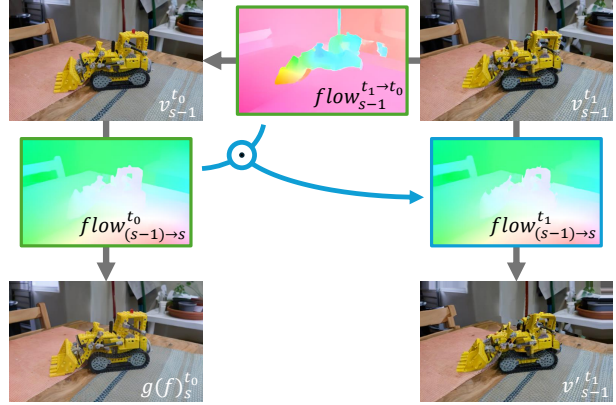 flow_{s−1}^{t_1→t_0}
v_{s−1}^{t_0}
v_{s−1}^{t_1}
flow_{(s−1)→s}^{t_0}
flow_{(s−1)→s}^{t_1}
g(f)_s^{t_0}
v'_{s−1}^{t_1}